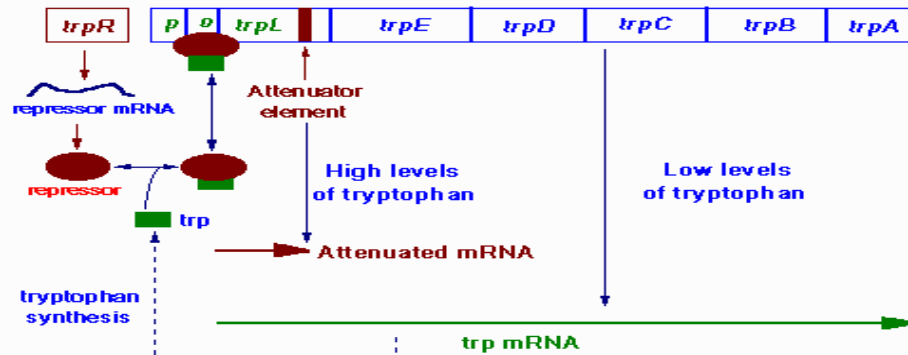 trpR p o trpL trpE trpD trpC trpB trpA
Attenuator
element
repressor mRNA
repressor
trp
High levels
of tryptophan
Low levels
of tryptophan
Attenuated mRNA
tryptophan
synthesis
trp mRNA